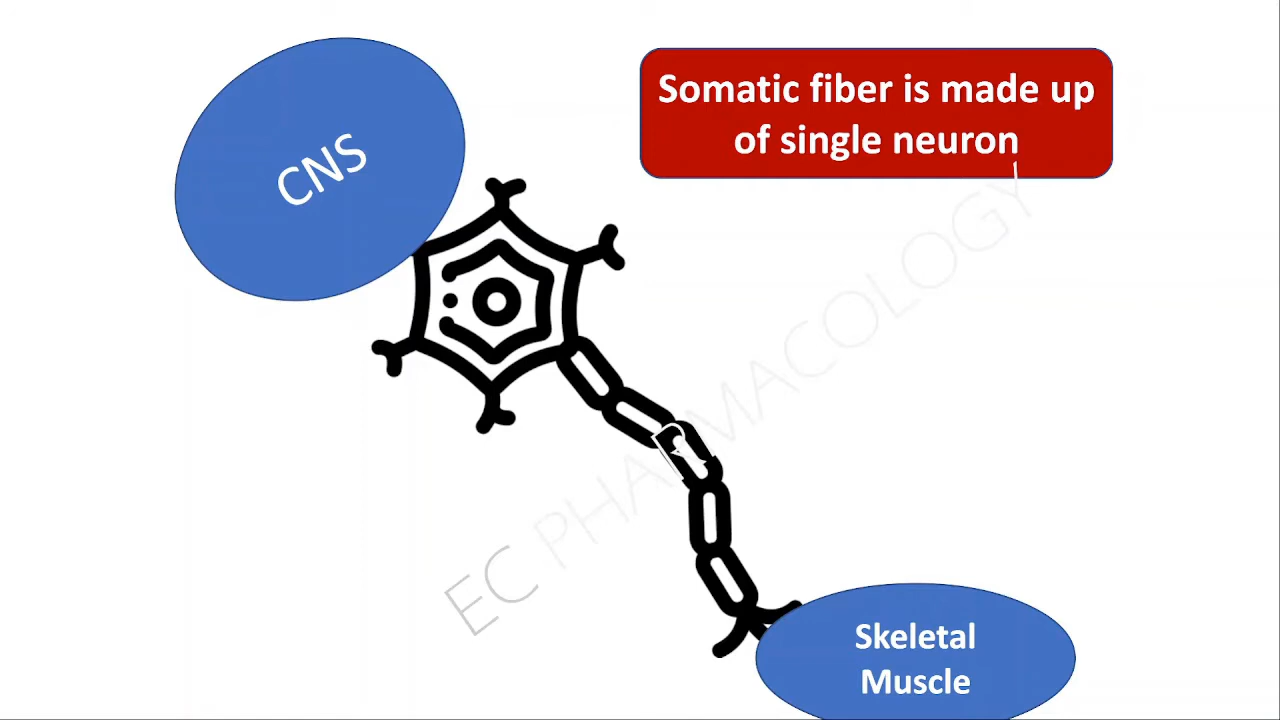 CNS
Somatic fiber is made up
of single neuron
EC PHARMACOLOGY
Skeletal
Muscle